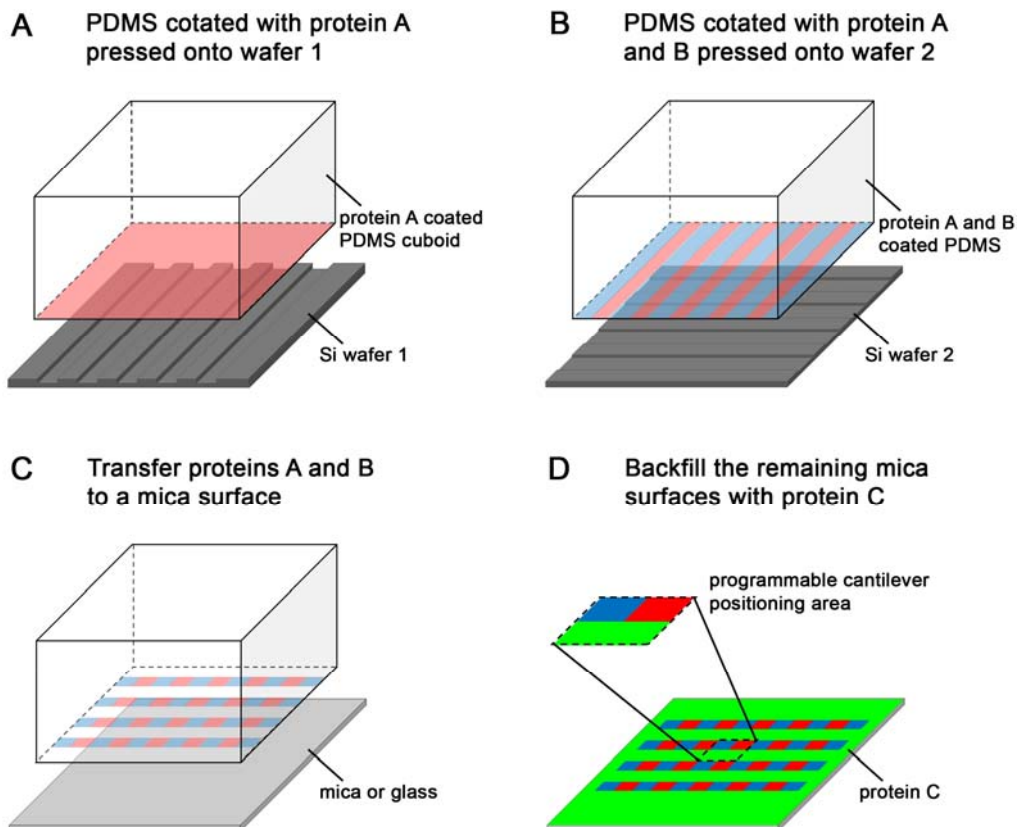 A
PDMS cotated with protein A
pressed onto wafer 1
protein A coated
PDMS cuboid
Si wafer 1
B
PDMS cotated with protein A
and B pressed onto wafer 2
protein A and B
coated PDMS
Si wafer 2
C
Transfer proteins A and B
to a mica surface
mica or glass
D
Backfill the remaining mica
surfaces with protein C
programmable cantilever
positioning area
protein C